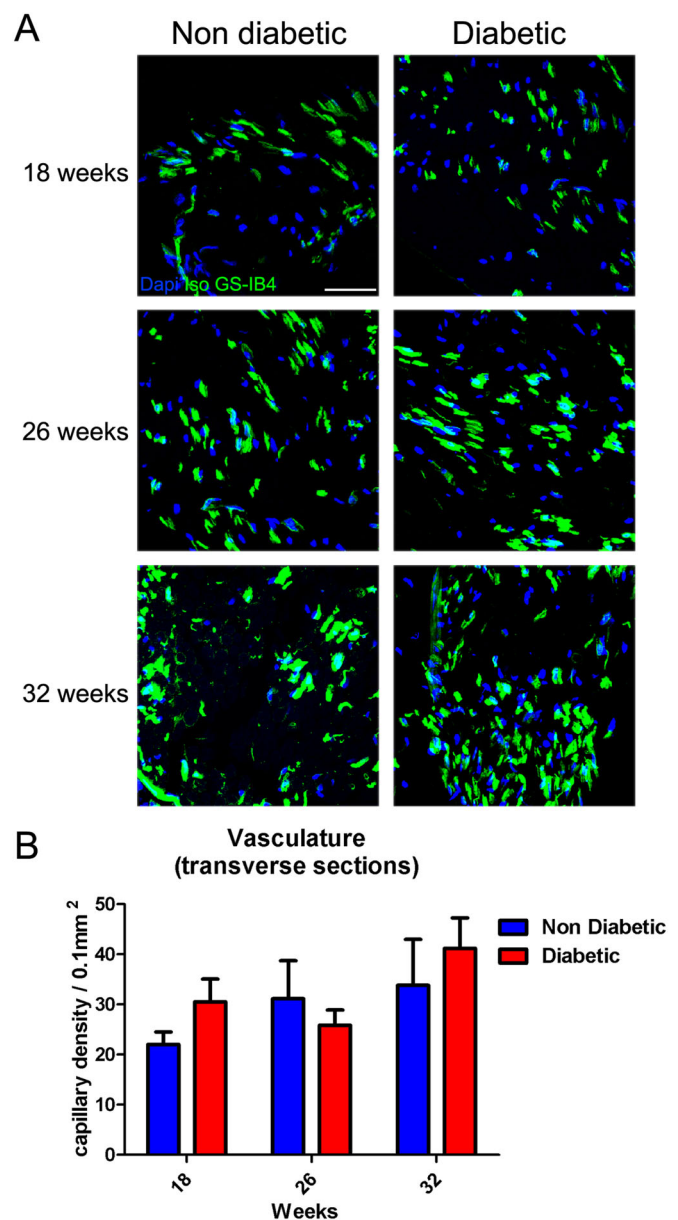 A
Non diabetic
Diabetic
18 weeks
Dapi Iso GS-IB4
26 weeks
32 weeks
B
Vasculature
(transverse sections)
capillary density / 0.1mm²
50
40
30
20
10
0
Non Diabetic
Diabetic
18
26
32
Weeks